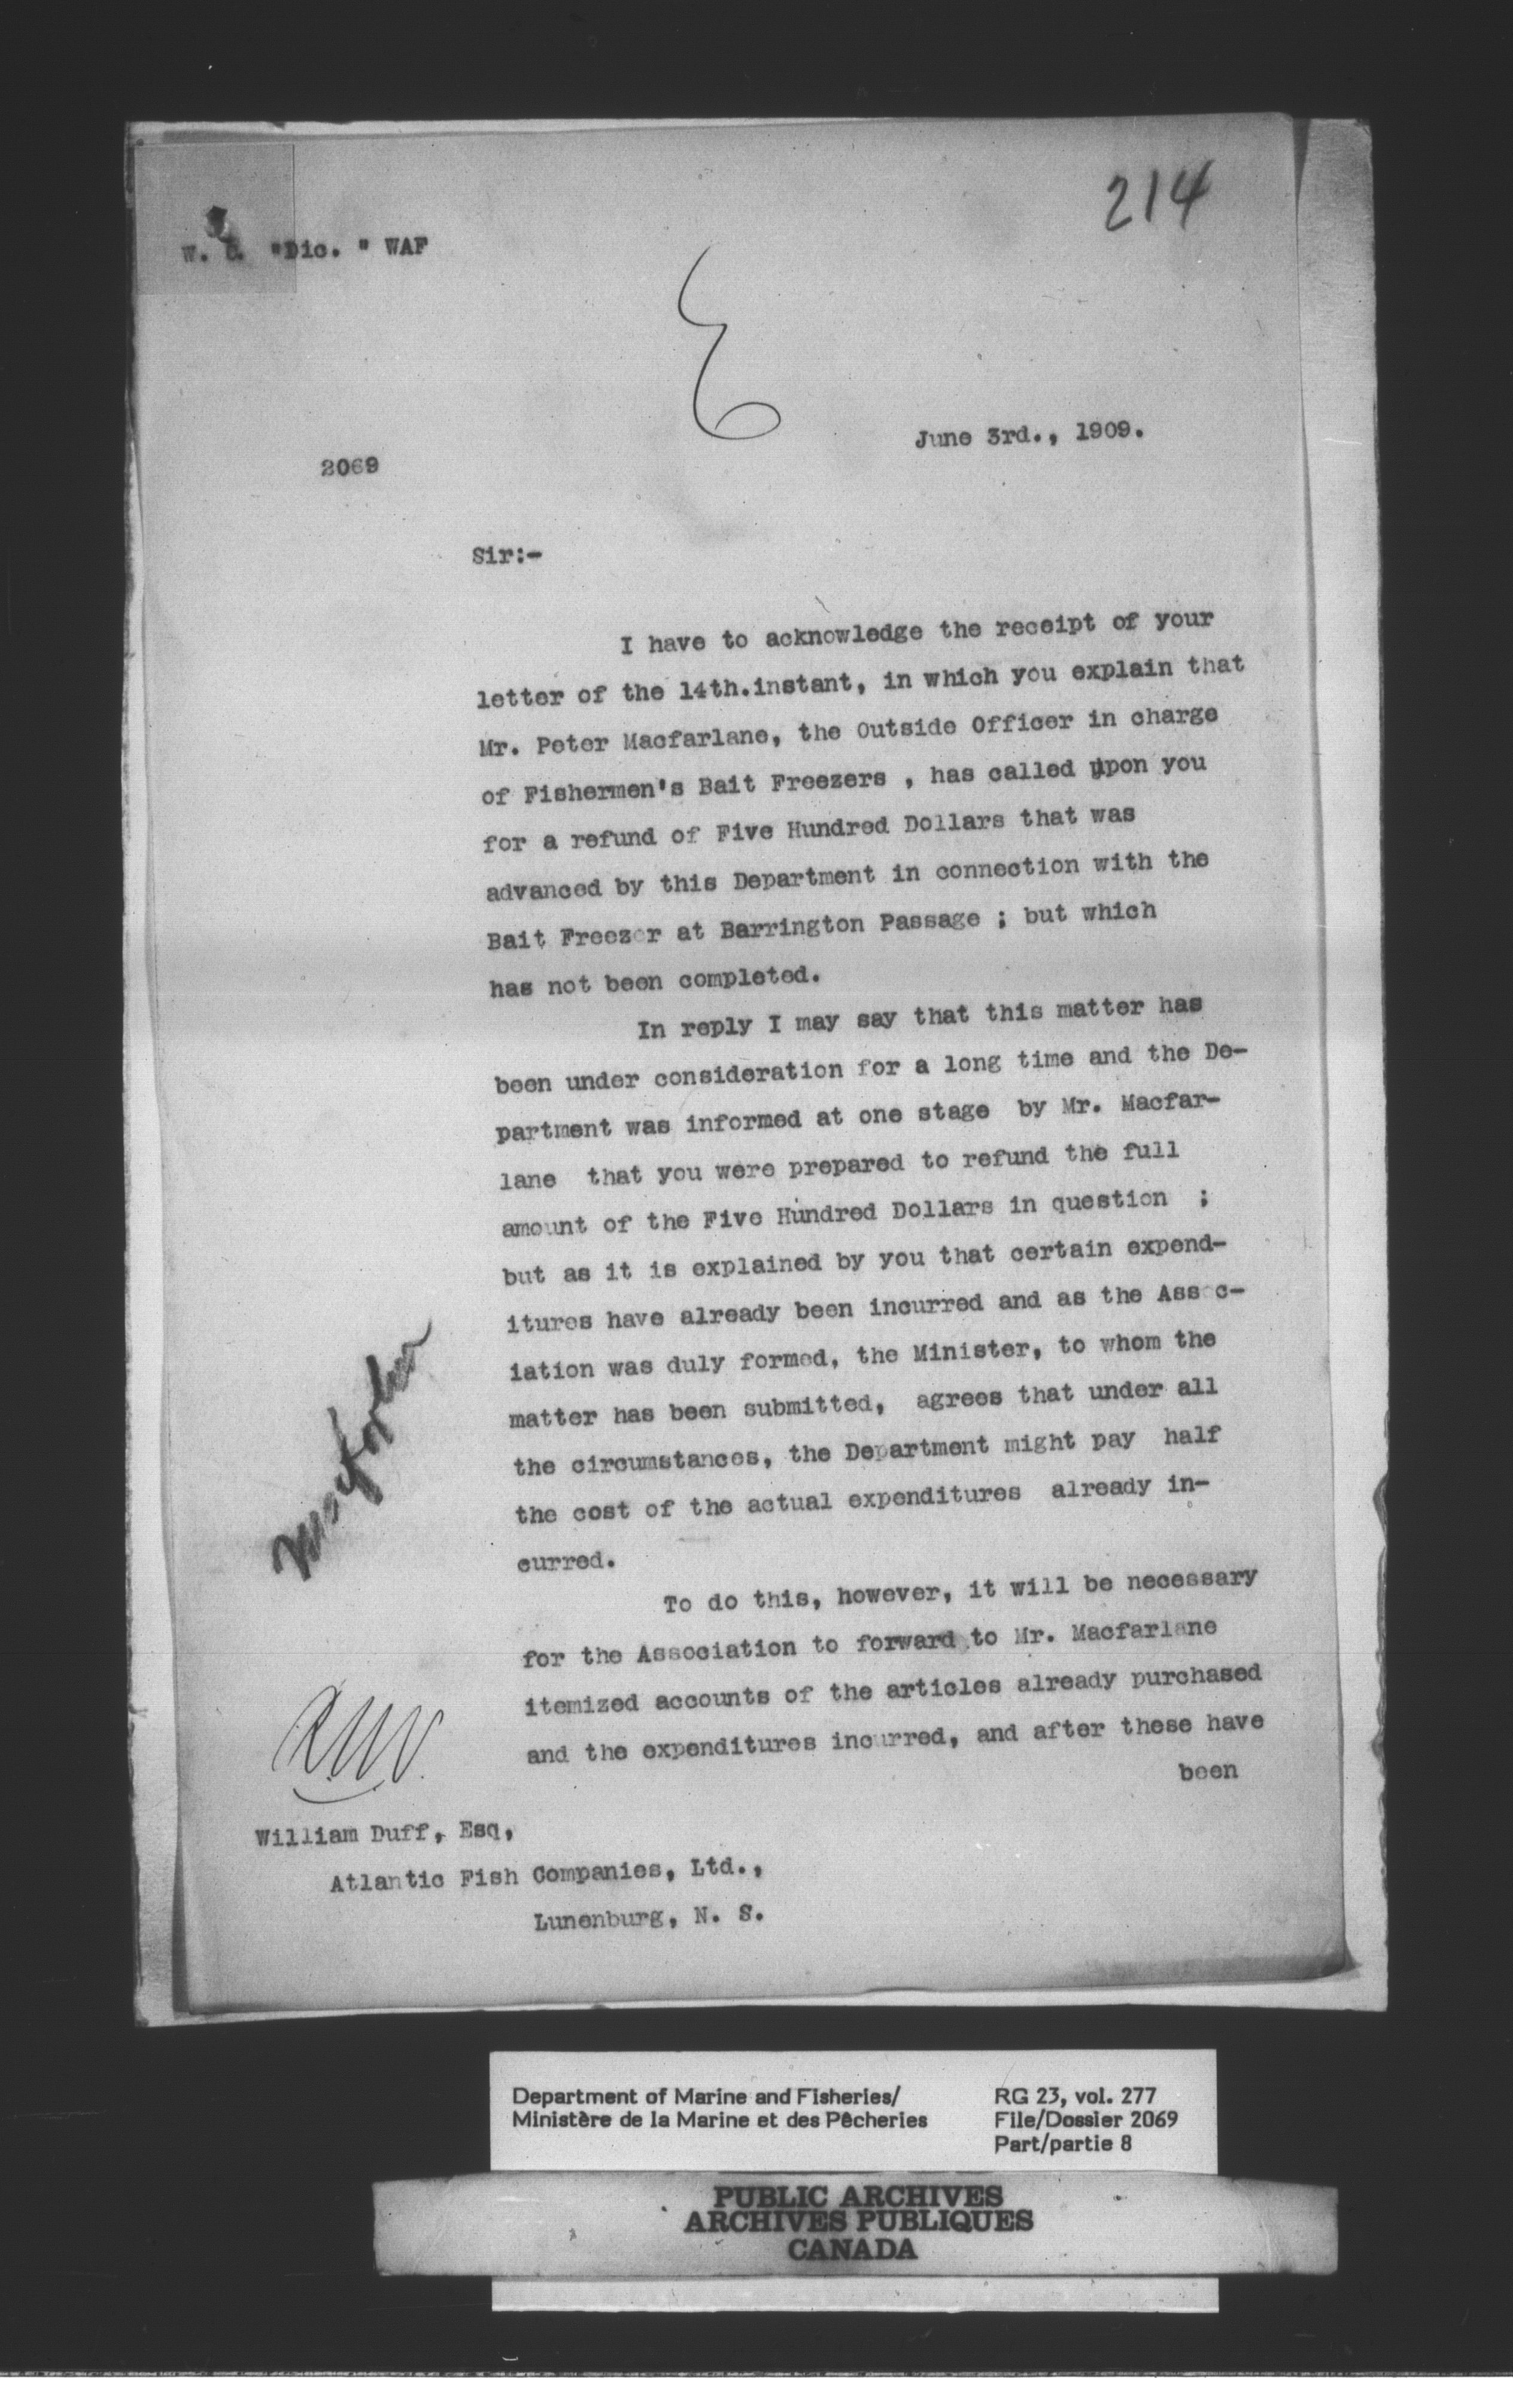 214
W. "Dic. " WAF
June 3rd., 1909.
2069
Sir:-
I have to acknowledge the receipt of your
letter of the 14th.instant, in which you explain that
Mr. Peter Macfarlane, the Outside Officer in charge
of Fishermen's Bait Freezers , has called upon you
for a refund of Five Hundred Dollars that was
advanced by this Department in connection with the
Bait Freezer at Barrington Passage ; but which
has not been completed.
In reply I may say that this matter has
been under consideration for a long time and the De-
partment was informed at one stage by Mr. Macfar-
lane that you were prepared to refund the full
amount of the Five Hundred Dollars in question ;
but as it is explained by you that certain expend-
itures have already been incurred and as the Assoc-
iation was duly formed, the Minister, to whom the
matter has been submitted, agrees that under all
the circumstances, the Department might pay half
the cost of the actual expenditures already in-
curred.
To do this, however, it will be necessary
for the Association to forward to Mr. Macfarlane
itemized accounts of the articles already purchased
and the expenditures incurred, and after these have
been
William Duff, Esq,
Atlantic Fish Companies, Ltd.,
Lunenburg, N. S.
Department of Marine and Fisheries/
Ministère de la Marine et des Pêcheries
RG 23, vol. 277
File/Dossier 2069
Part/partie 8
PUBLIC ARCHIVES
ARCHIVES PUBLIQUES
CANADA